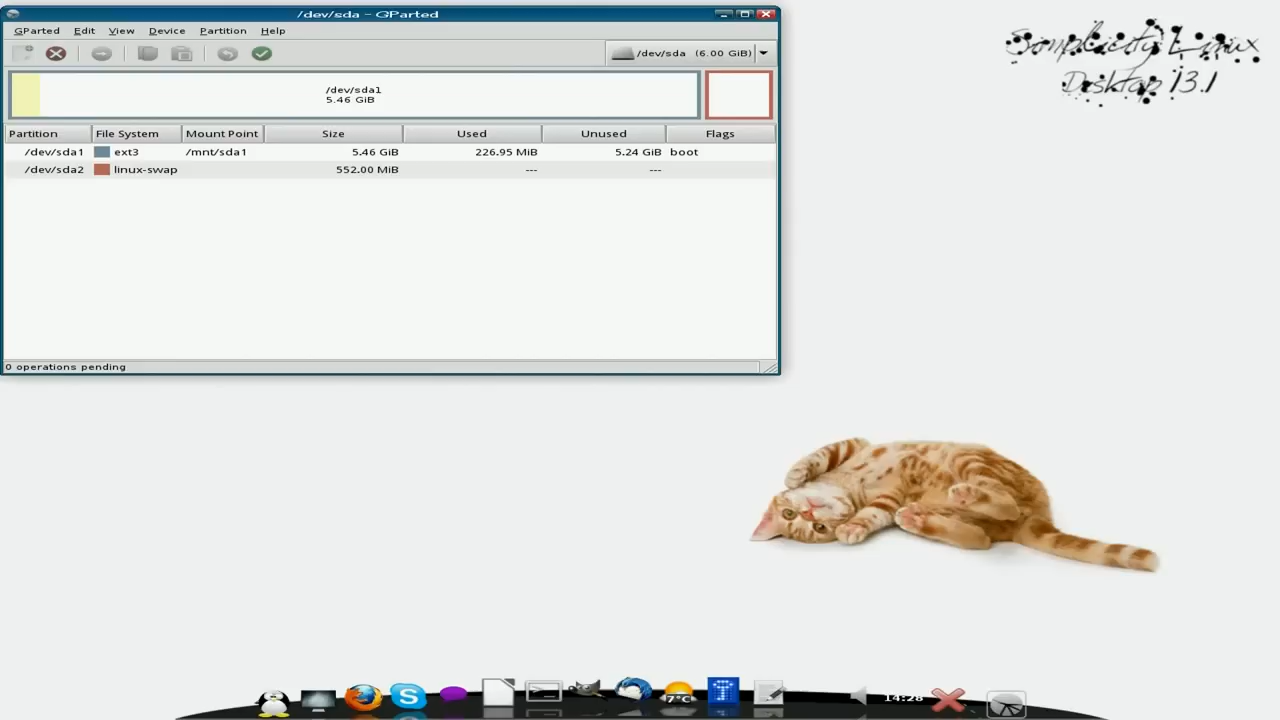 /dev/sda - GParted
GParted Edit View Device Partition Help
/dev/sda (6.00 GiB)
/dev/sda1
5.46 GiB
Partition File System Mount Point Size Used Unused Flags
/dev/sda1 ext3 /mnt/sda1 5.46 GiB 226.95 MiB 5.24 GiB boot
/dev/sda2 linux-swap 552.00 MiB --- ---
0 operations pending
Simplicity Linux
Desktop 13.1
7°C
14:28